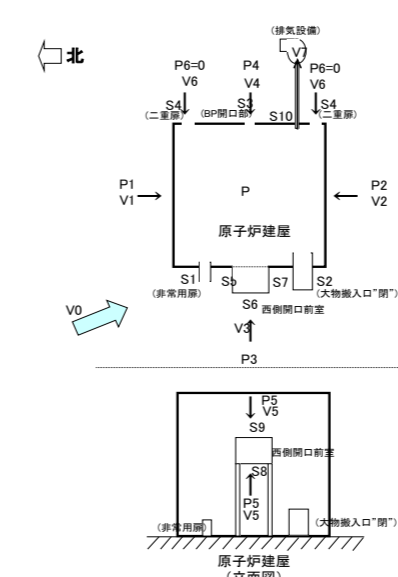 (排気設備)
北
V7
P6=0
V6
P4
V4
P6=0
V6
S4
(二重扉)
S3
(BP開口部)
S10
S4
(二重扉)
P1
V1
P
P2
V2
原子炉建屋
S1
(非常用扉)
S5
S7
S2
(大物搬入口"閉")
S6
西側開口前室
V0
V3
P3
P5
V5
S9
西側開口前室
S8
P5
V5
(非常用扉)
(大物搬入口"閉")
原子炉建屋
(立面図)